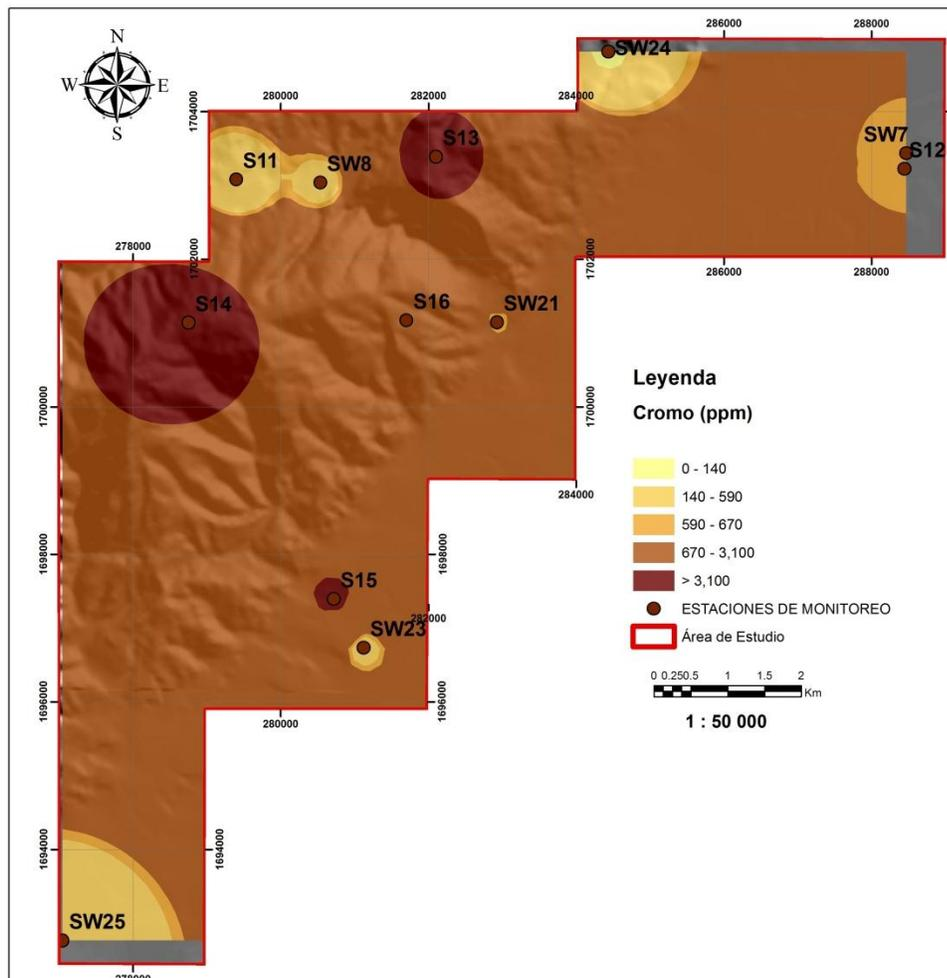 N
W E
S
286000 288000
SW24
280000 282000 284000
1704000
S13
SW7
S12
S11
SW8
278000
1702000
1702000
286000 288000
S14
S16
SW21
1700000
1700000
284000
Leyenda
Cromo (ppm)
0 - 140
140 - 590
590 - 670
670 - 3,100
> 3,100
ESTACIONES DE MONITOREO
Área de Estudio
0 0.25 0.5 1 1.5 2
Km
1 : 50 000
1698000
1698000
S15
282000
SW23
1696000
1696000
280000
1694000
1694000
SW25
278000